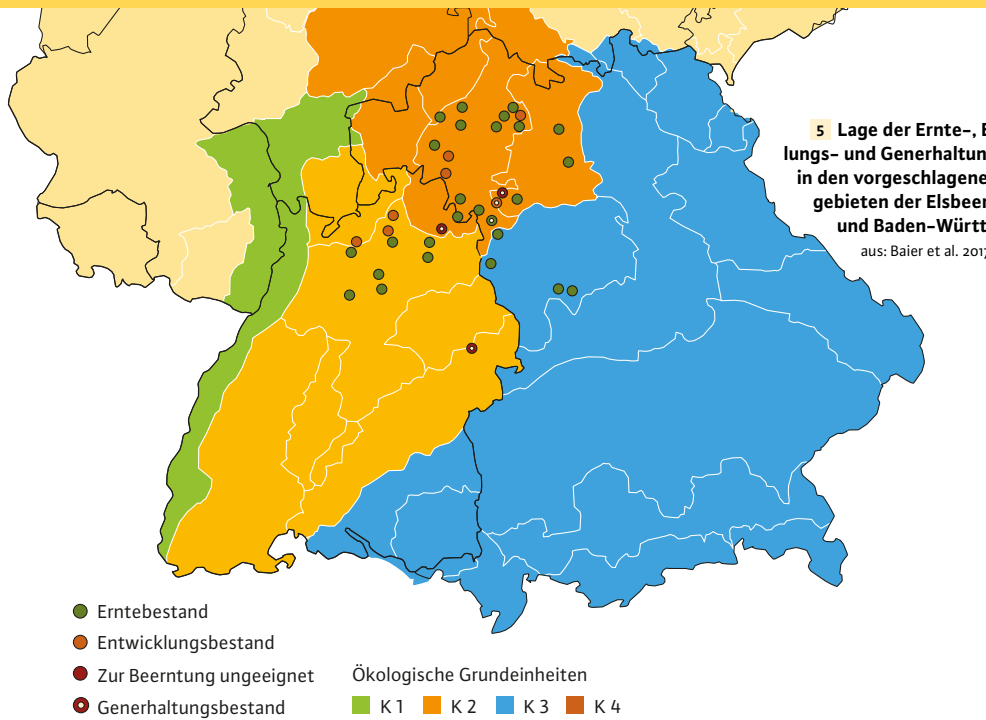 5 Lage der Ernte-,
lungs- und Generhaltun
in den vorgeschlagene
gebieten der Elsbeer
und Baden-Württ
aus: Baier et al. 2017
Erntebestand
Entwicklungsbestand
Zur Beerntung ungeeignet
Generhaltungsbestand
Ökologische Grundeinheiten
K 1 K 2 K 3 K 4